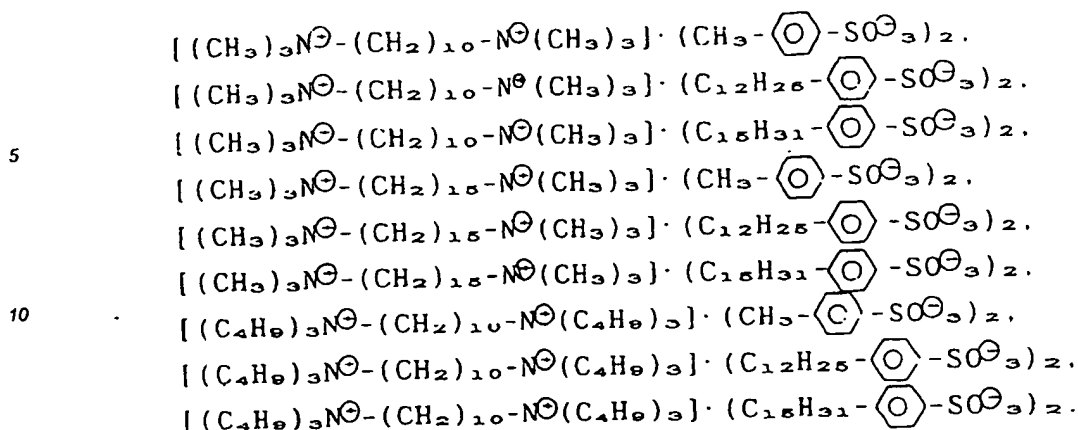 [(CH₃)₃N⊖-(CH₂)₁₀-N⊕(CH₃)₃]·(CH₃-⏣-SO⊖₃)₂.
[(CH₃)₃N⊖-(CH₂)₁₀-N⊕(CH₃)₃]·(C₁₂H₂₅-⏣-SO⊖₃)₂.
[(CH₃)₃N⊖-(CH₂)₁₀-N⊕(CH₃)₃]·(C₁₅H₃₁-⏣-SO⊖₃)₂.
5
[(CH₃)₃N⊖-(CH₂)₁₅-N⊕(CH₃)₃]·(CH₃-⏣-SO⊖₃)₂.
[(CH₃)₃N⊖-(CH₂)₁₅-N⊕(CH₃)₃]·(C₁₂H₂₅-⏣-SO⊖₃)₂.
[(CH₃)₃N⊖-(CH₂)₁₅-N⊕(CH₃)₃]·(C₁₅H₃₁-⏣-SO⊖₃)₂.
10 [(C₄H₉)₃N⊖-(CH₂)₁₀-N⊕(C₄H₉)₃]·(CH₃-⏣-SO⊖₃)₂,
[(C₄H₉)₃N⊖-(CH₂)₁₀-N⊕(C₄H₉)₃]·(C₁₂H₂₅-⏣-SO⊖₃)₂.
[(C₄H₉)₃N⊖-(CH₂)₁₀-N⊕(C₄H₉)₃]·(C₁₅H₃₁-⏣-SO⊖₃)₂.